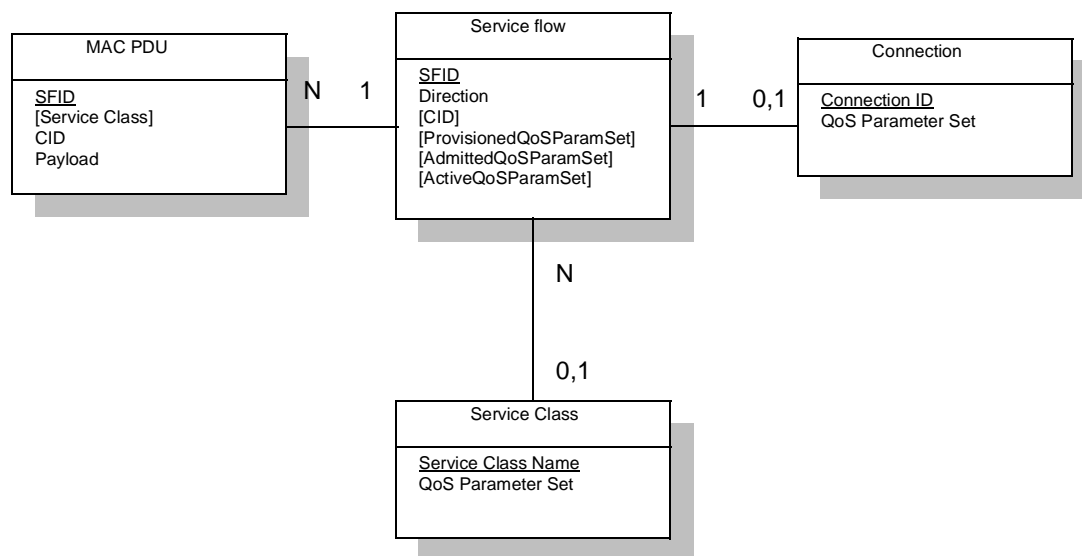 MAC PDU
SFID
[Service Class]
CID
Payload
N 1
Service flow
SFID
Direction
[CID]
[ProvisionedQoSParamSet]
[AdmittedQoSParamSet]
[ActiveQoSParamSet]
1 0,1
Connection
Connection ID
QoS Parameter Set
N
0,1
Service Class
Service Class Name
QoS Parameter Set